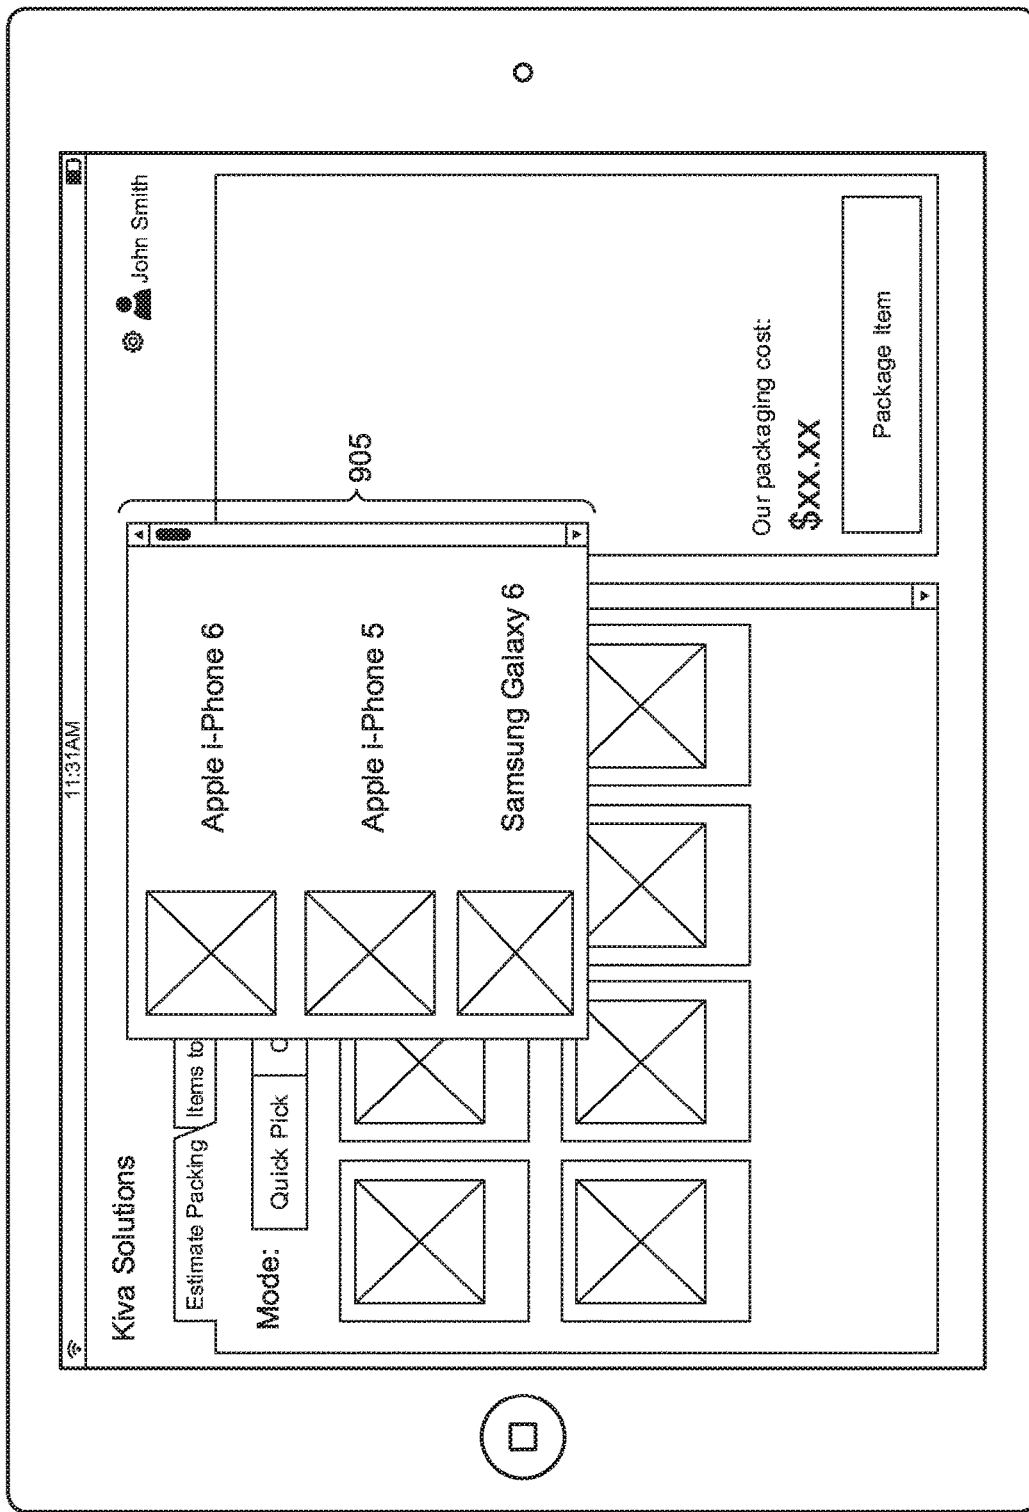 11:31AM
Kiva Solutions
John Smith
Estimate Packing
Items to
Mode:
Quick Pick
C
Apple i-Phone 6
Apple i-Phone 5
Samsung Galaxy 6
905
Our packaging cost:
$xx.xx
Package Item